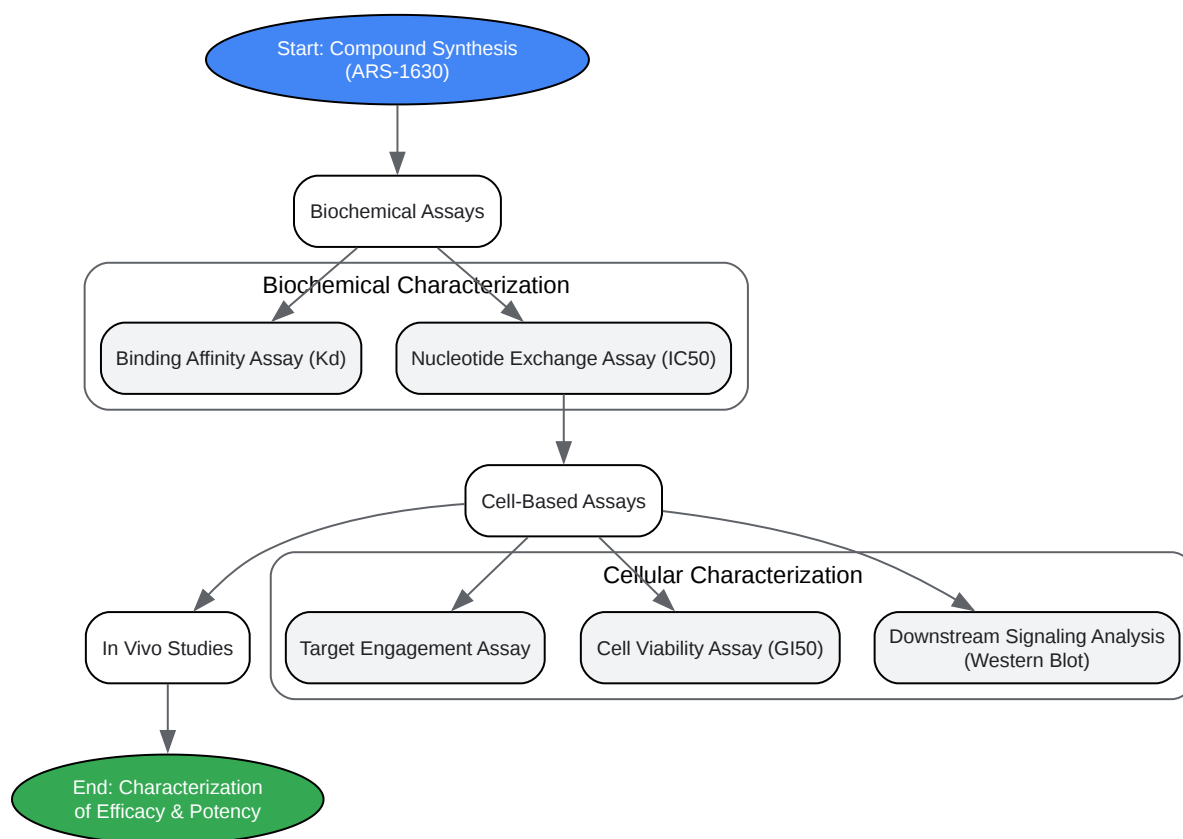 Start: Compound Synthesis
(ARS-1630)
Biochemical Assays
Biochemical Characterization
Binding Affinity Assay (Kd)
Nucleotide Exchange Assay (IC50)
Cell-Based Assays
Cellular Characterization
In Vivo Studies
Target Engagement Assay
Cell Viability Assay (GI50)
Downstream Signaling Analysis
(Western Blot)
End: Characterization
of Efficacy & Potency